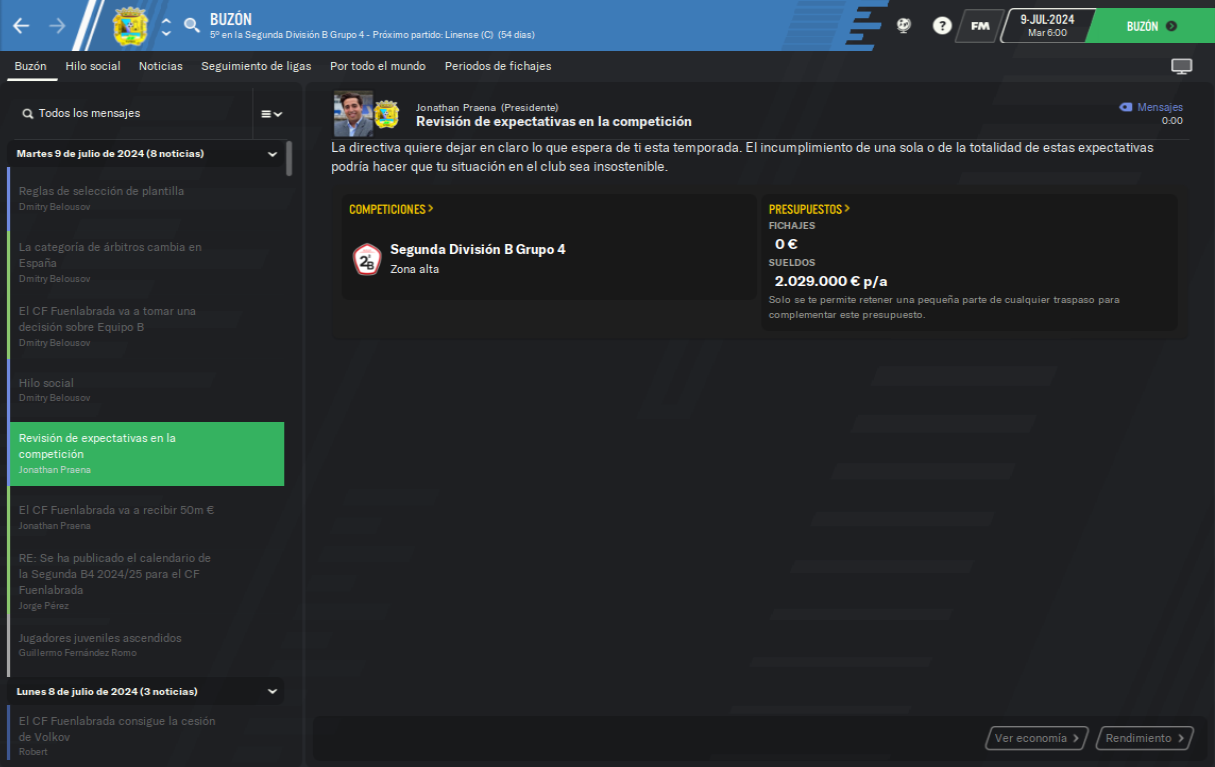 BUZÓN
5º en la Segunda División B Grupo 4 - Próximo partido: Linense (C) (54 días)
?
FM
9-JUL-2024
Mar 6:00
BUZÓN
Buzón
Hilo social
Noticias
Seguimiento de ligas
Por todo el mundo
Periodos de fichajes
Todos los mensajes
Martes 9 de julio de 2024 (8 noticias)
Reglas de selección de plantilla
Dmitry Belousov
La categoría de árbitros cambia en
España
Dmitry Belousov
El CF Fuenlabrada va a tomar una
decisión sobre Equipo B
Dmitry Belousov
Hilo social
Dmitry Belousov
Revisión de expectativas en la
competición
Jonathan Praena
El CF Fuenlabrada va a recibir 50m €
Jonathan Praena
RE: Se ha publicado el calendario de
la Segunda B4 2024/25 para el CF
Fuenlabrada
Jorge Pérez
Jugadores juveniles ascendidos
Guillermo Fernández Romo
Lunes 8 de julio de 2024 (3 noticias)
El CF Fuenlabrada consigue la cesión
de Volkov
Robert
Jonathan Praena (Presidente)
Revisión de expectativas en la competición
Mensajes
0:00
La directiva quiere dejar en claro lo que espera de ti esta temporada. El incumplimiento de una sola o de la totalidad de estas expectativas
podría hacer que tu situación en el club sea insostenible.
COMPETICIONES
2ªB
Segunda División B Grupo 4
Zona alta
PRESUPUESTOS
FICHAJES
0 €
SUELDOS
2.029.000 € p/a
Solo se te permite retener una pequeña parte de cualquier traspaso para
complementar este presupuesto.
Ver economía
Rendimiento